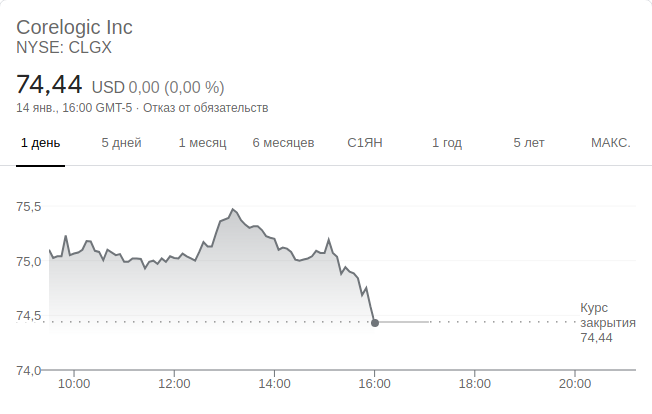 Corelogic Inc
NYSE: CLGX
74,44 USD 0,00 (0,00 %)
14 янв., 16:00 GMT-5 · Отказ от обязательств
1 день 5 дней 1 месяц 6 месяцев С1ЯН 1 год 5 лет МАКС.
75,5
75,0
74,5
74,0
Курс
закрытия
74,44
10:00 12:00 14:00 16:00 18:00 20:00